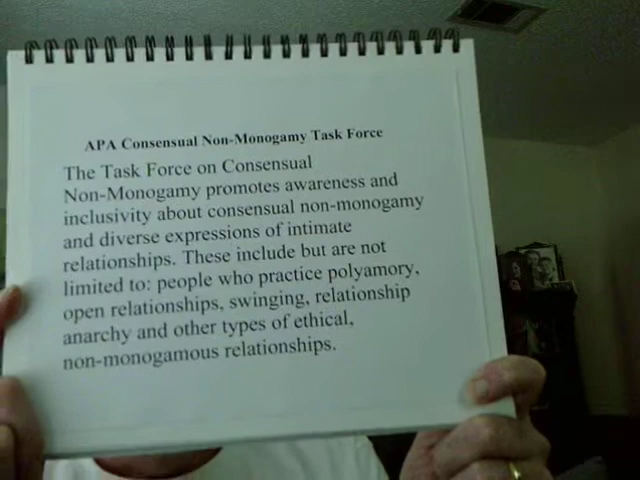 APA Consensual Non-Monogamy Task Force
The Task Force on Consensual
Non-Monogamy promotes awareness and
inclusivity about consensual non-monogamy
and diverse expressions of intimate
relationships. These include but are not
limited to: people who practice polyamory,
open relationships, swinging, relationship
anarchy and other types of ethical,
non-monogamous relationships.